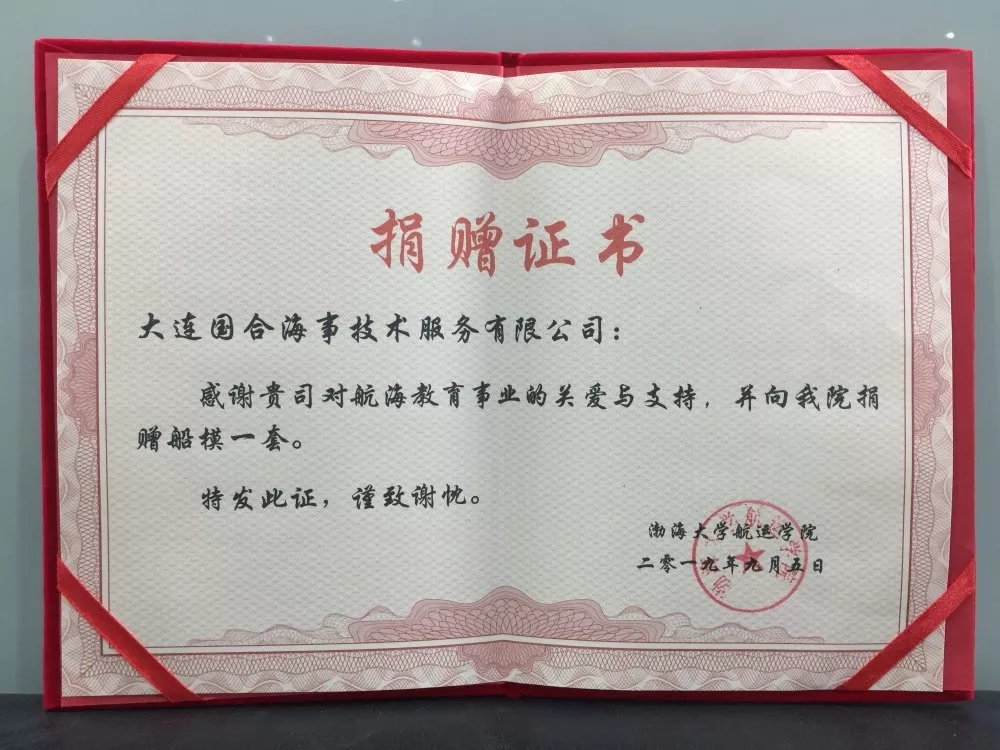 捐赠证书
大连国合海事技术服务有限公司：
感谢贵司对航海教育事业的关爱与支持，并向我院捐
赠船模一套。
特发此证，谨致谢忱。
渤海大学航运学院
二零一九年九月五日